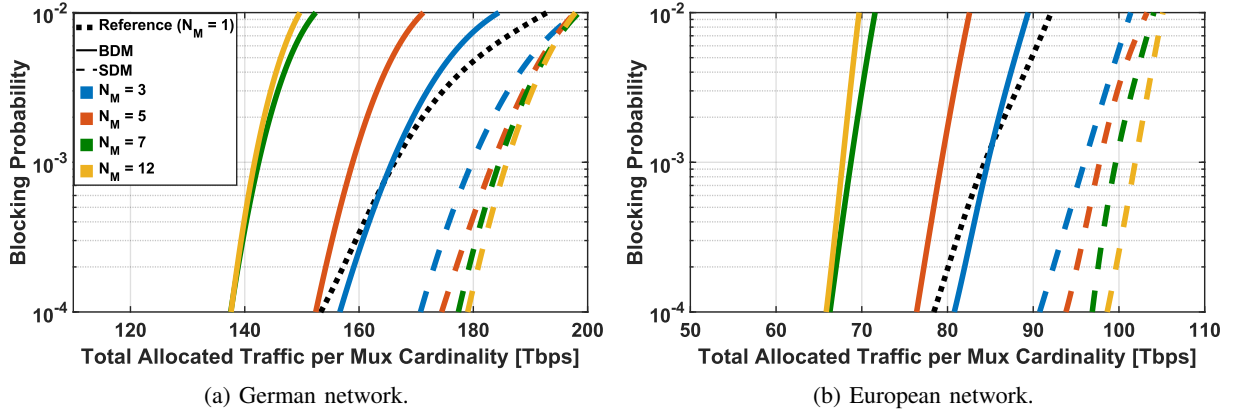 Blocking Probability
10^-2
10^-3
10^-4
Reference (N_M = 1)
BDM
SDM
N_M = 3
N_M = 5
N_M = 7
N_M = 12
120 140 160 180 200
Total Allocated Traffic per Mux Cardinality [Tbps]
(a) German network.
Blocking Probability
10^-2
10^-3
10^-4
50 60 70 80 90 100 110
Total Allocated Traffic per Mux Cardinality [Tbps]
(b) European network.